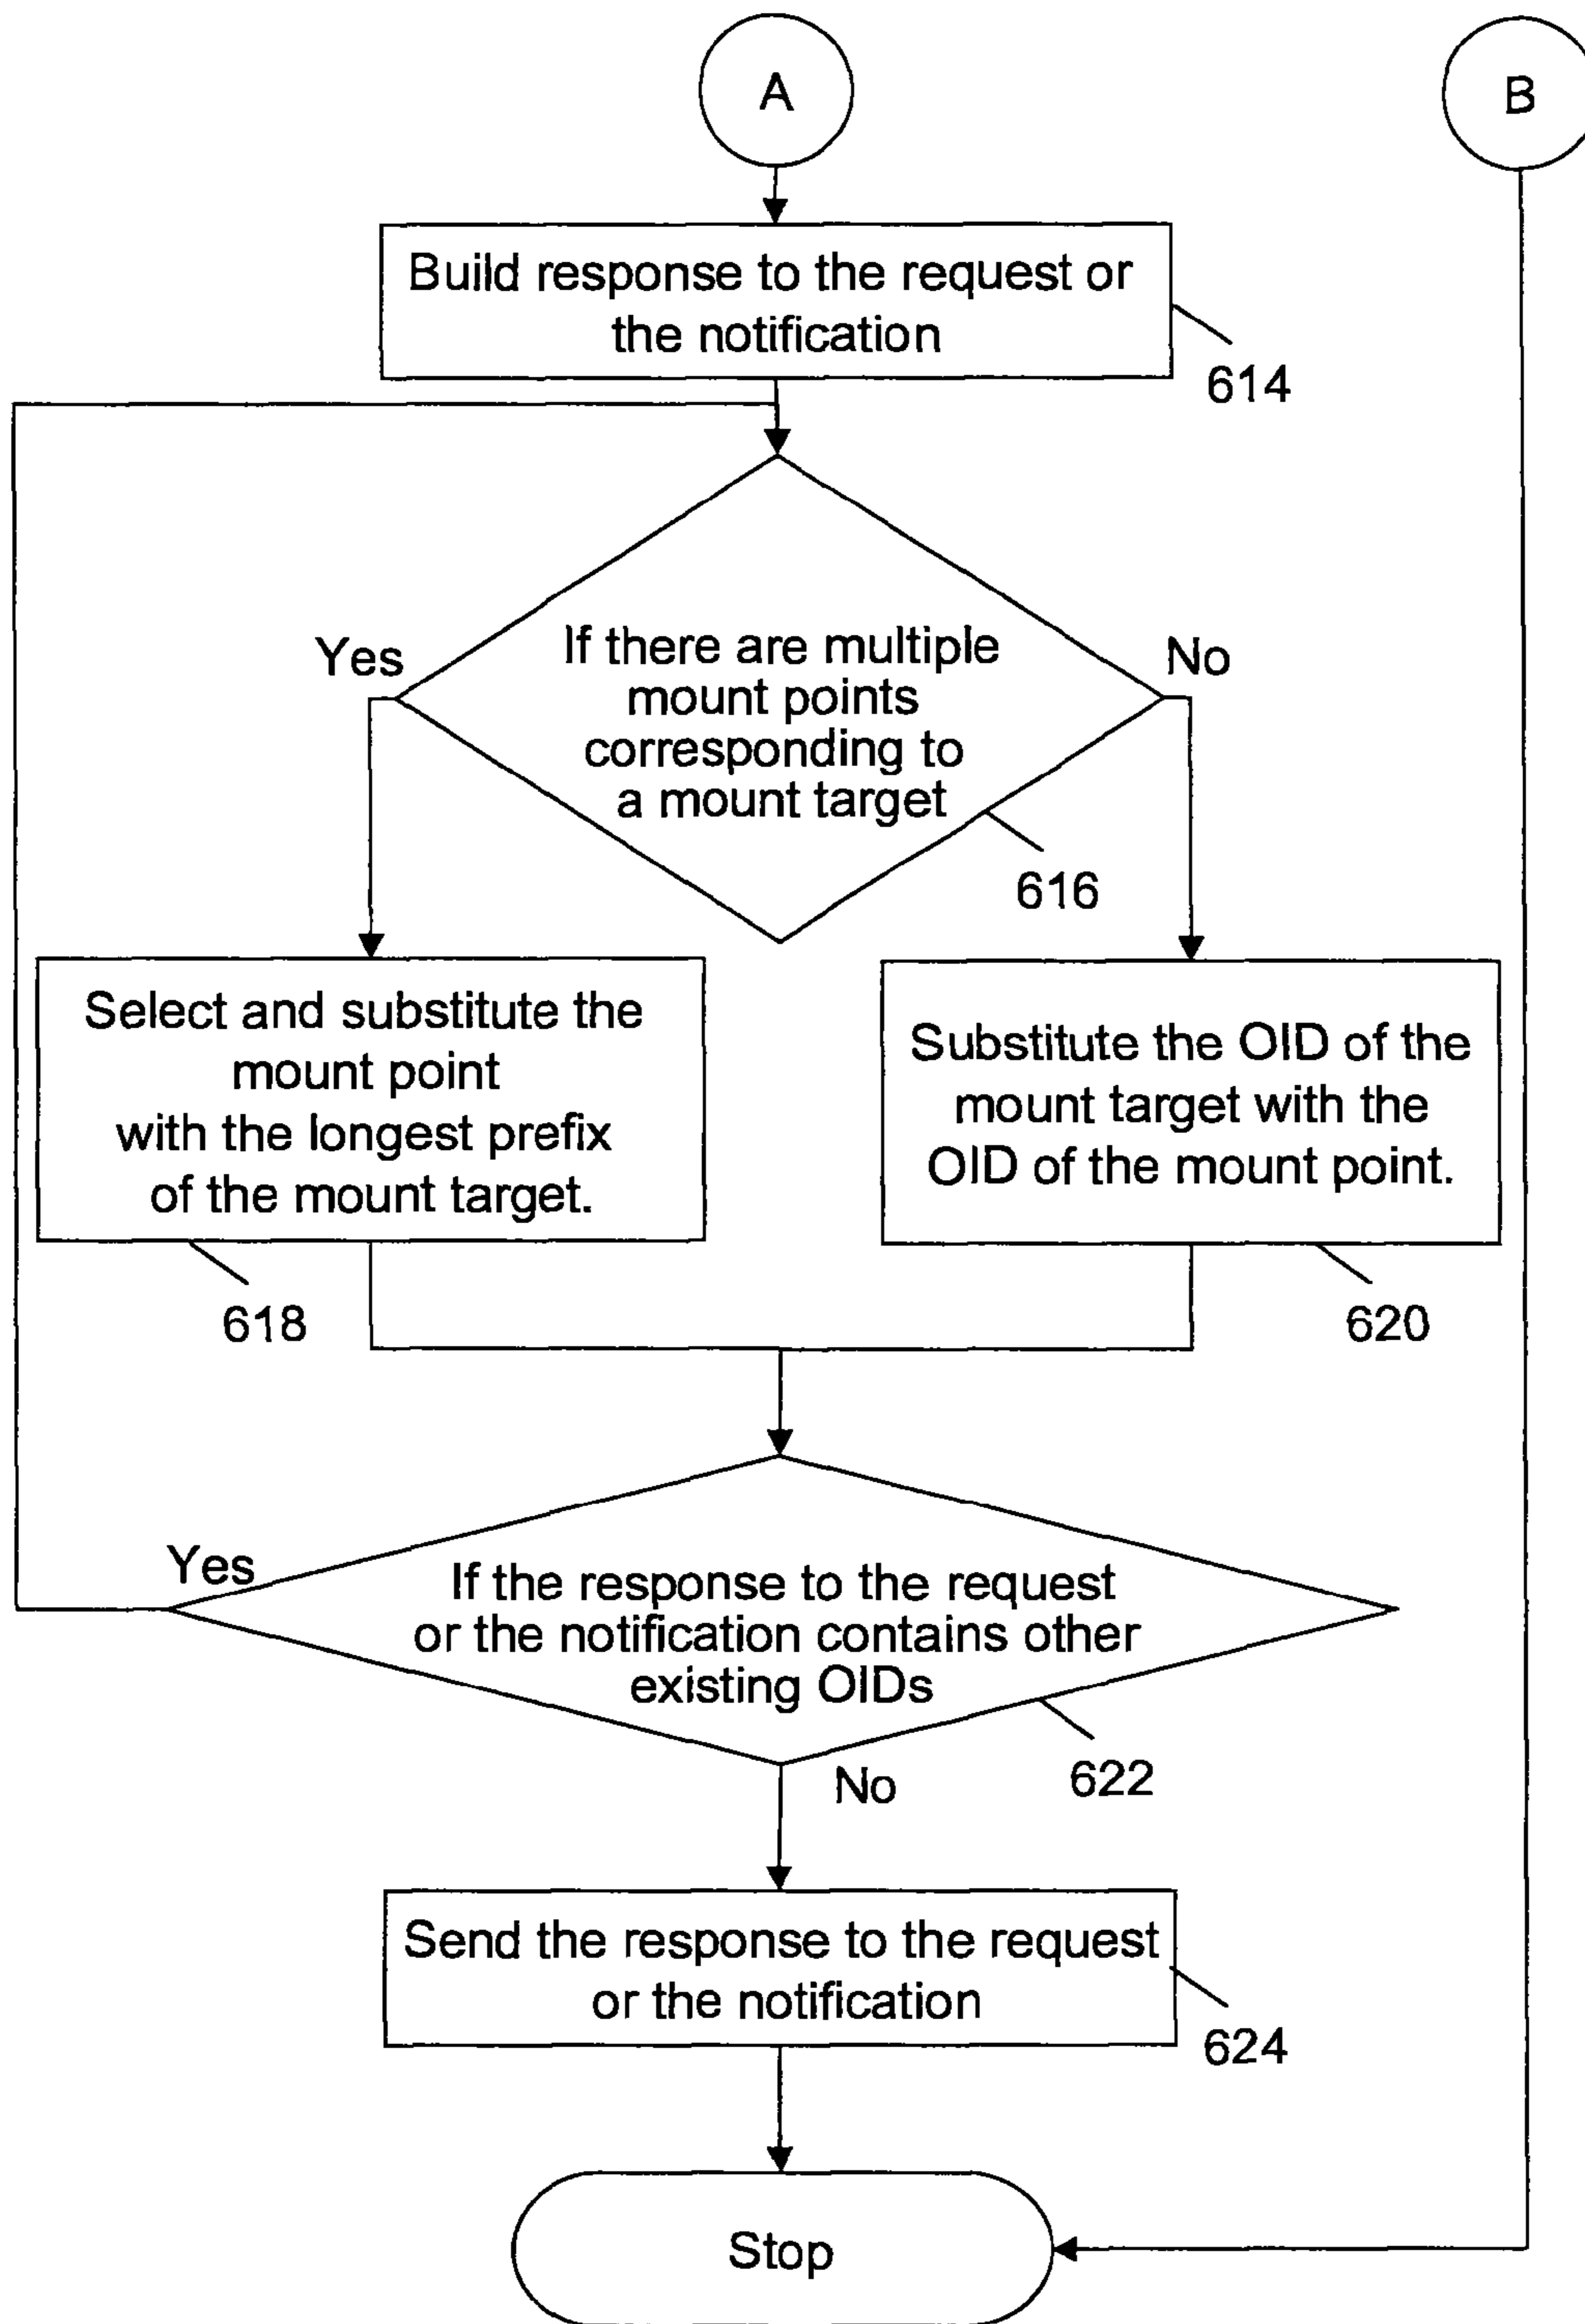 A
B
Build response to the request or
the notification
614
Yes
If there are multiple
mount points
corresponding to
a mount target
No
616
Select and substitute the
mount point
with the longest prefix
of the mount target.
618
Substitute the OID of the
mount target with the
OID of the mount point.
620
Yes
If the response to the request
or the notification contains other
existing OIDs
622
No
Send the response to the request
or the notification
624
Stop